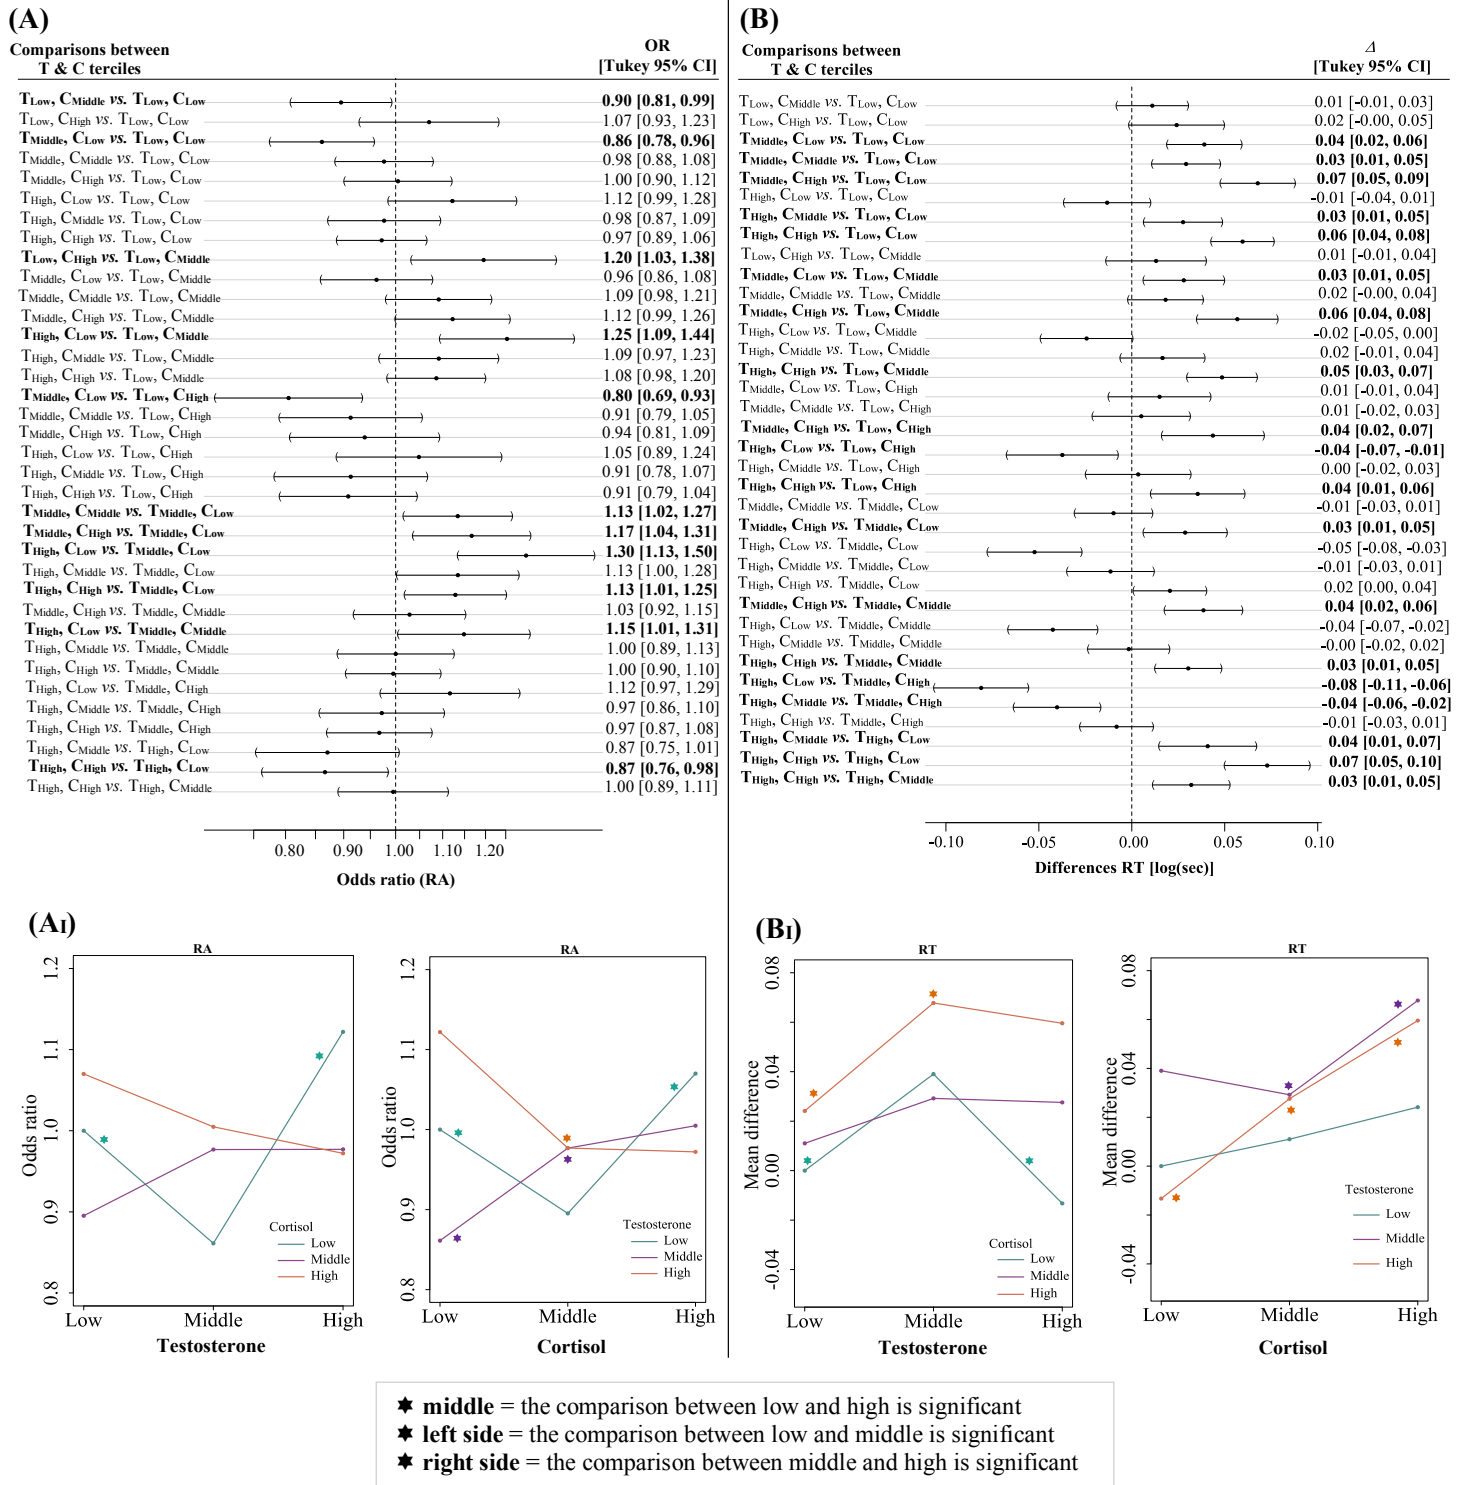 (A)
Comparisons between
T & C terciles
OR
[Tukey 95% CI]
TLow, CMiddle vs. TLow, CLow 0.90 [0.81, 0.99]
TLow, CHigh vs. TLow, CLow 1.07 [0.93, 1.23]
TMiddle, CLow vs. TLow, CLow 0.86 [0.78, 0.96]
TMiddle, CMiddle vs. TLow, CLow 0.98 [0.88, 1.08]
TMiddle, CHigh vs. TLow, CLow 1.00 [0.90, 1.12]
THigh, CLow vs. TLow, CLow 1.12 [0.99, 1.28]
THigh, CMiddle vs. TLow, CLow 0.98 [0.87, 1.09]
THigh, CHigh vs. TLow, CLow 0.97 [0.89, 1.06]
TLow, CHigh vs. TLow, CMiddle 1.20 [1.03, 1.38]
TMiddle, CLow vs. TLow, CMiddle 0.96 [0.86, 1.08]
TMiddle, CMiddle vs. TLow, CMiddle 1.09 [0.98, 1.21]
TMiddle, CHigh vs. TLow, CMiddle 1.12 [0.99, 1.26]
THigh, CLow vs. TLow, CMiddle 1.25 [1.09, 1.44]
THigh, CMiddle vs. TLow, CMiddle 1.09 [0.97, 1.23]
THigh, CHigh vs. TLow, CMiddle 1.08 [0.98, 1.20]
TMiddle, CLow vs. TLow, CHigh 0.80 [0.69, 0.93]
TMiddle, CMiddle vs. TLow, CHigh 0.91 [0.79, 1.05]
TMiddle, CHigh vs. TLow, CHigh 0.94 [0.81, 1.09]
THigh, CLow vs. TLow, CHigh 1.05 [0.89, 1.24]
THigh, CMiddle vs. TLow, CHigh 0.91 [0.78, 1.07]
THigh, CHigh vs. TLow, CHigh 0.91 [0.79, 1.04]
TMiddle, CMiddle vs. TMiddle, CLow 1.13 [1.02, 1.27]
TMiddle, CHigh vs. TMiddle, CLow 1.17 [1.04, 1.31]
THigh, CLow vs. TMiddle, CLow 1.30 [1.13, 1.50]
THigh, CMiddle vs. TMiddle, CLow 1.13 [1.00, 1.28]
THigh, CHigh vs. TMiddle, CLow 1.13 [1.01, 1.25]
TMiddle, CHigh vs. TMiddle, CMiddle 1.03 [0.92, 1.15]
THigh, CLow vs. TMiddle, CMiddle 1.15 [1.01, 1.31]
THigh, CMiddle vs. TMiddle, CMiddle 1.00 [0.89, 1.13]
THigh, CHigh vs. TMiddle, CMiddle 1.00 [0.90, 1.10]
THigh, CLow vs. TMiddle, CHigh 1.12 [0.97, 1.29]
THigh, CMiddle vs. TMiddle, CHigh 0.97 [0.86, 1.10]
THigh, CHigh vs. TMiddle, CHigh 0.97 [0.87, 1.08]
THigh, CMiddle vs. THigh, CLow 0.87 [0.75, 1.01]
THigh, CHigh vs. THigh, CLow 0.87 [0.76, 0.98]
THigh, CHigh vs. THigh, CMiddle 1.00 [0.89, 1.11]
0.80 0.90 1.00 1.10 1.20
Odds ratio (RA)
(B)
Comparisons between
T & C terciles
Δ
[Tukey 95% CI]
TLow, CMiddle vs. TLow, CLow 0.01 [-0.01, 0.03]
TLow, CHigh vs. TLow, CLow 0.02 [-0.00, 0.05]
TMiddle, CLow vs. TLow, CLow 0.04 [0.02, 0.06]
TMiddle, CMiddle vs. TLow, CLow 0.03 [0.01, 0.05]
TMiddle, CHigh vs. TLow, CLow 0.07 [0.05, 0.09]
THigh, CLow vs. TLow, CLow -0.01 [-0.04, 0.01]
THigh, CMiddle vs. TLow, CLow 0.03 [0.01, 0.05]
THigh, CHigh vs. TLow, CLow 0.06 [0.04, 0.08]
TLow, CHigh vs. TLow, CMiddle 0.01 [-0.01, 0.04]
TMiddle, CLow vs. TLow, CMiddle 0.03 [0.01, 0.05]
TMiddle, CMiddle vs. TLow, CMiddle 0.02 [-0.00, 0.04]
TMiddle, CHigh vs. TLow, CMiddle 0.06 [0.04, 0.08]
THigh, CLow vs. TLow, CMiddle -0.02 [-0.05, 0.00]
THigh, CMiddle vs. TLow, CMiddle 0.02 [-0.01, 0.04]
THigh, CHigh vs. TLow, CMiddle 0.05 [0.03, 0.07]
TMiddle, CLow vs. TLow, CHigh 0.01 [-0.01, 0.04]
TMiddle, CMiddle vs. TLow, CHigh 0.01 [-0.02, 0.03]
TMiddle, CHigh vs. TLow, CHigh 0.04 [0.02, 0.07]
THigh, CLow vs. TLow, CHigh -0.04 [-0.07, -0.01]
THigh, CMiddle vs. TLow, CHigh 0.00 [-0.02, 0.03]
THigh, CHigh vs. TLow, CHigh 0.04 [0.01, 0.06]
TMiddle, CMiddle vs. TMiddle, CLow -0.01 [-0.03, 0.01]
TMiddle, CHigh vs. TMiddle, CLow 0.03 [0.01, 0.05]
THigh, CLow vs. TMiddle, CLow -0.05 [-0.08, -0.03]
THigh, CMiddle vs. TMiddle, CLow -0.01 [-0.03, 0.01]
THigh, CHigh vs. TMiddle, CLow 0.02 [0.00, 0.04]
TMiddle, CHigh vs. TMiddle, CMiddle 0.04 [0.02, 0.06]
THigh, CLow vs. TMiddle, CMiddle -0.04 [-0.07, -0.02]
THigh, CMiddle vs. TMiddle, CMiddle -0.00 [-0.02, 0.02]
THigh, CHigh vs. TMiddle, CMiddle 0.03 [0.01, 0.05]
THigh, CLow vs. TMiddle, CHigh -0.08 [-0.11, -0.06]
THigh, CMiddle vs. TMiddle, CHigh -0.04 [-0.06, -0.02]
THigh, CHigh vs. TMiddle, CHigh -0.01 [-0.03, 0.01]
THigh, CMiddle vs. THigh, CLow 0.04 [0.01, 0.07]
THigh, CHigh vs. THigh, CLow 0.07 [0.05, 0.10]
THigh, CHigh vs. THigh, CMiddle 0.03 [0.01, 0.05]
-0.10 -0.05 0.00 0.05 0.10
Differences RT [log(sec)]
(AI)
RA
Odds ratio
0.8 0.9 1.0 1.1 1.2
Cortisol
Low
Middle
High
Low Middle High
Testosterone
RA
Odds ratio
0.8 0.9 1.0 1.1 1.2
Testosterone
Low
Middle
High
Low Middle High
Cortisol
(BI)
RT
Mean difference
-0.04 0.00 0.04 0.08
Cortisol
Low
Middle
High
Low Middle High
Testosterone
RT
Mean difference
-0.04 0.00 0.04 0.08
Testosterone
Low
Middle
High
Low Middle High
Cortisol
middle = the comparison between low and high is significant
left side = the comparison between low and middle is significant
right side = the comparison between middle and high is significant